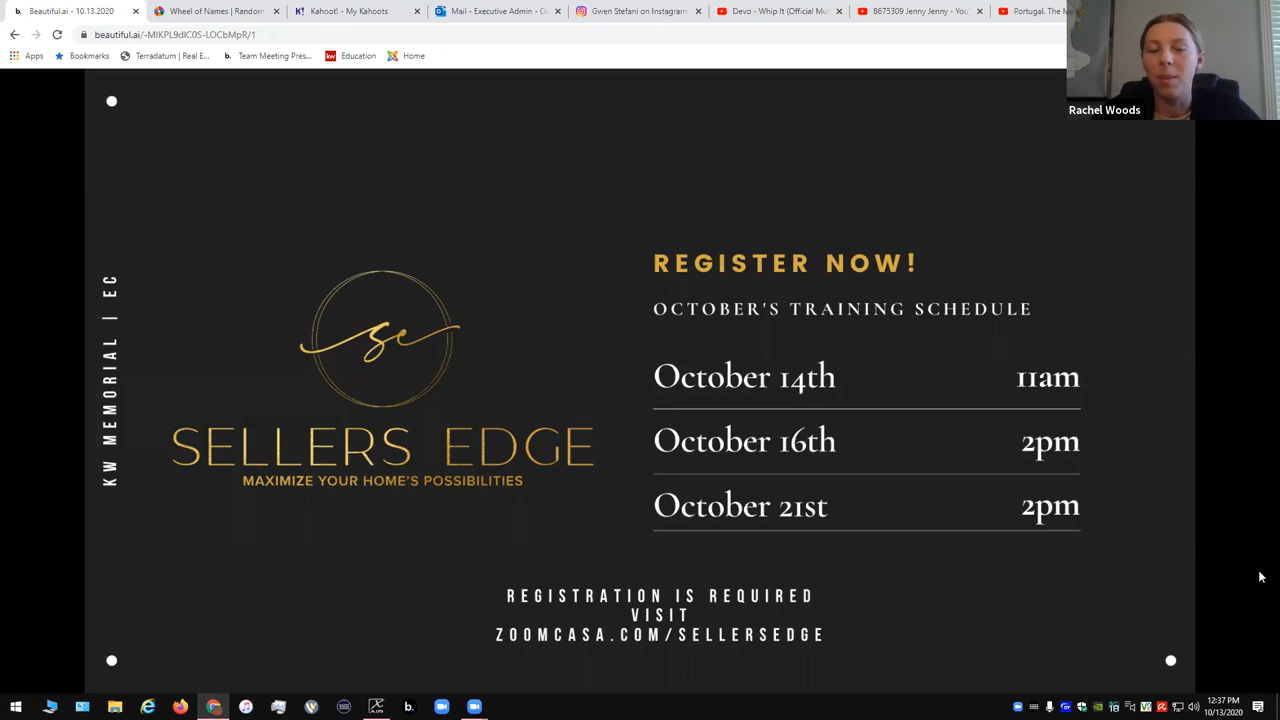 Beautiful.ai - 10.13.2020
Wheel of Names | Random
Kahoot! - My Kahoots
Mail - Executive Admin - O
Gwen Stefani on Instagram
Devo - Whip It (Official Mus
8675309 Jenny Jenny - You
Portugal. The M
beautiful.ai/-MIKPL9dIC0S-LOCbMpR/1
Apps
Bookmarks
Terradatum | Real E...
Team Meeting Pres...
Education
Home
Rachel Woods
KW MEMORIAL | EC
se
SELLERS EDGE
MAXIMIZE YOUR HOME'S POSSIBILITIES
REGISTER NOW!
OCTOBER'S TRAINING SCHEDULE
October 14th 11am
October 16th 2pm
October 21st 2pm
REGISTRATION IS REQUIRED
VISIT
ZOOMCASA.COM/SELLERSEDGE
12:37 PM
10/13/2020